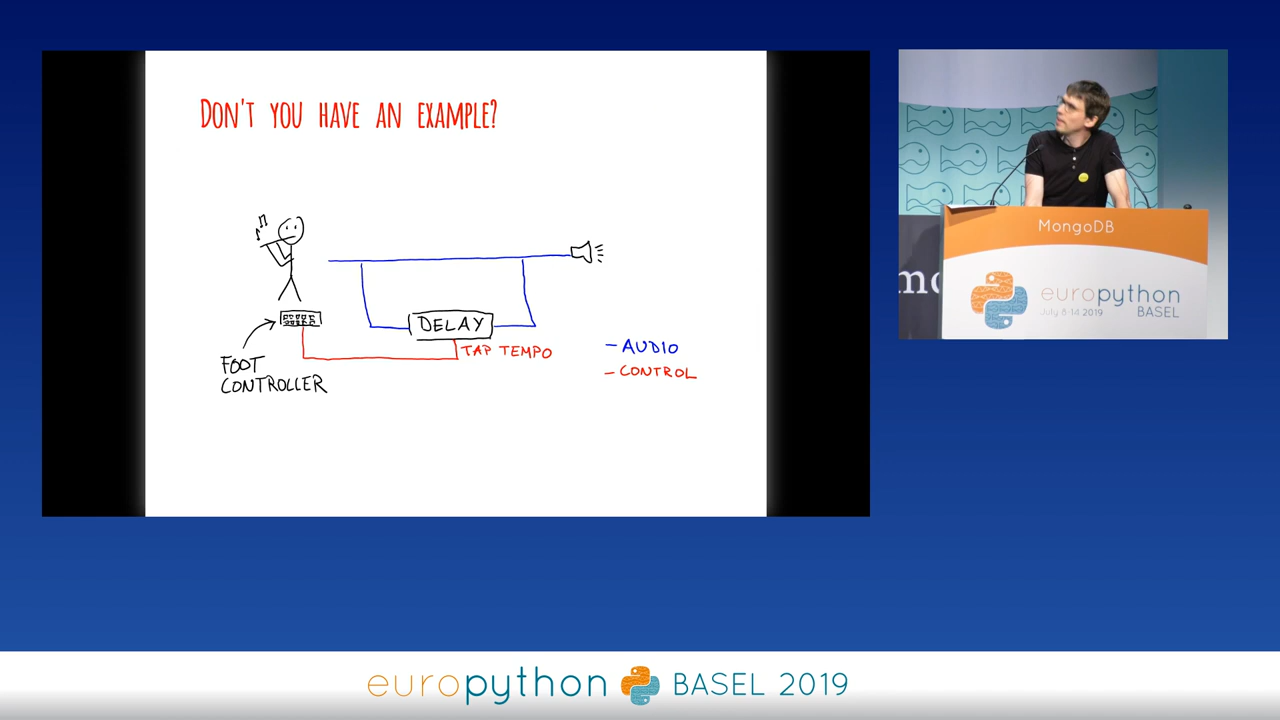 DON'T YOU HAVE AN EXAMPLE?
DELAY
TAP TEMPO
FOOT
CONTROLLER
– AUDIO
– CONTROL
MongoDB
mo
europython
July 8-14 2019
BASEL
europython BASEL 2019